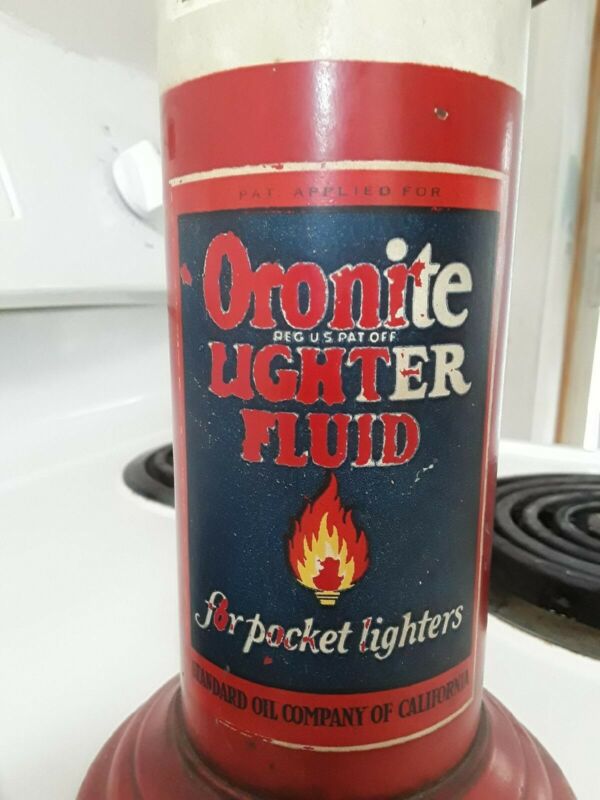 PAT. APPLIED FOR
Oronite
REG U.S. PAT OFF.
LIGHTER
FLUID
for pocket lighters
STANDARD OIL COMPANY OF CALIFORNIA